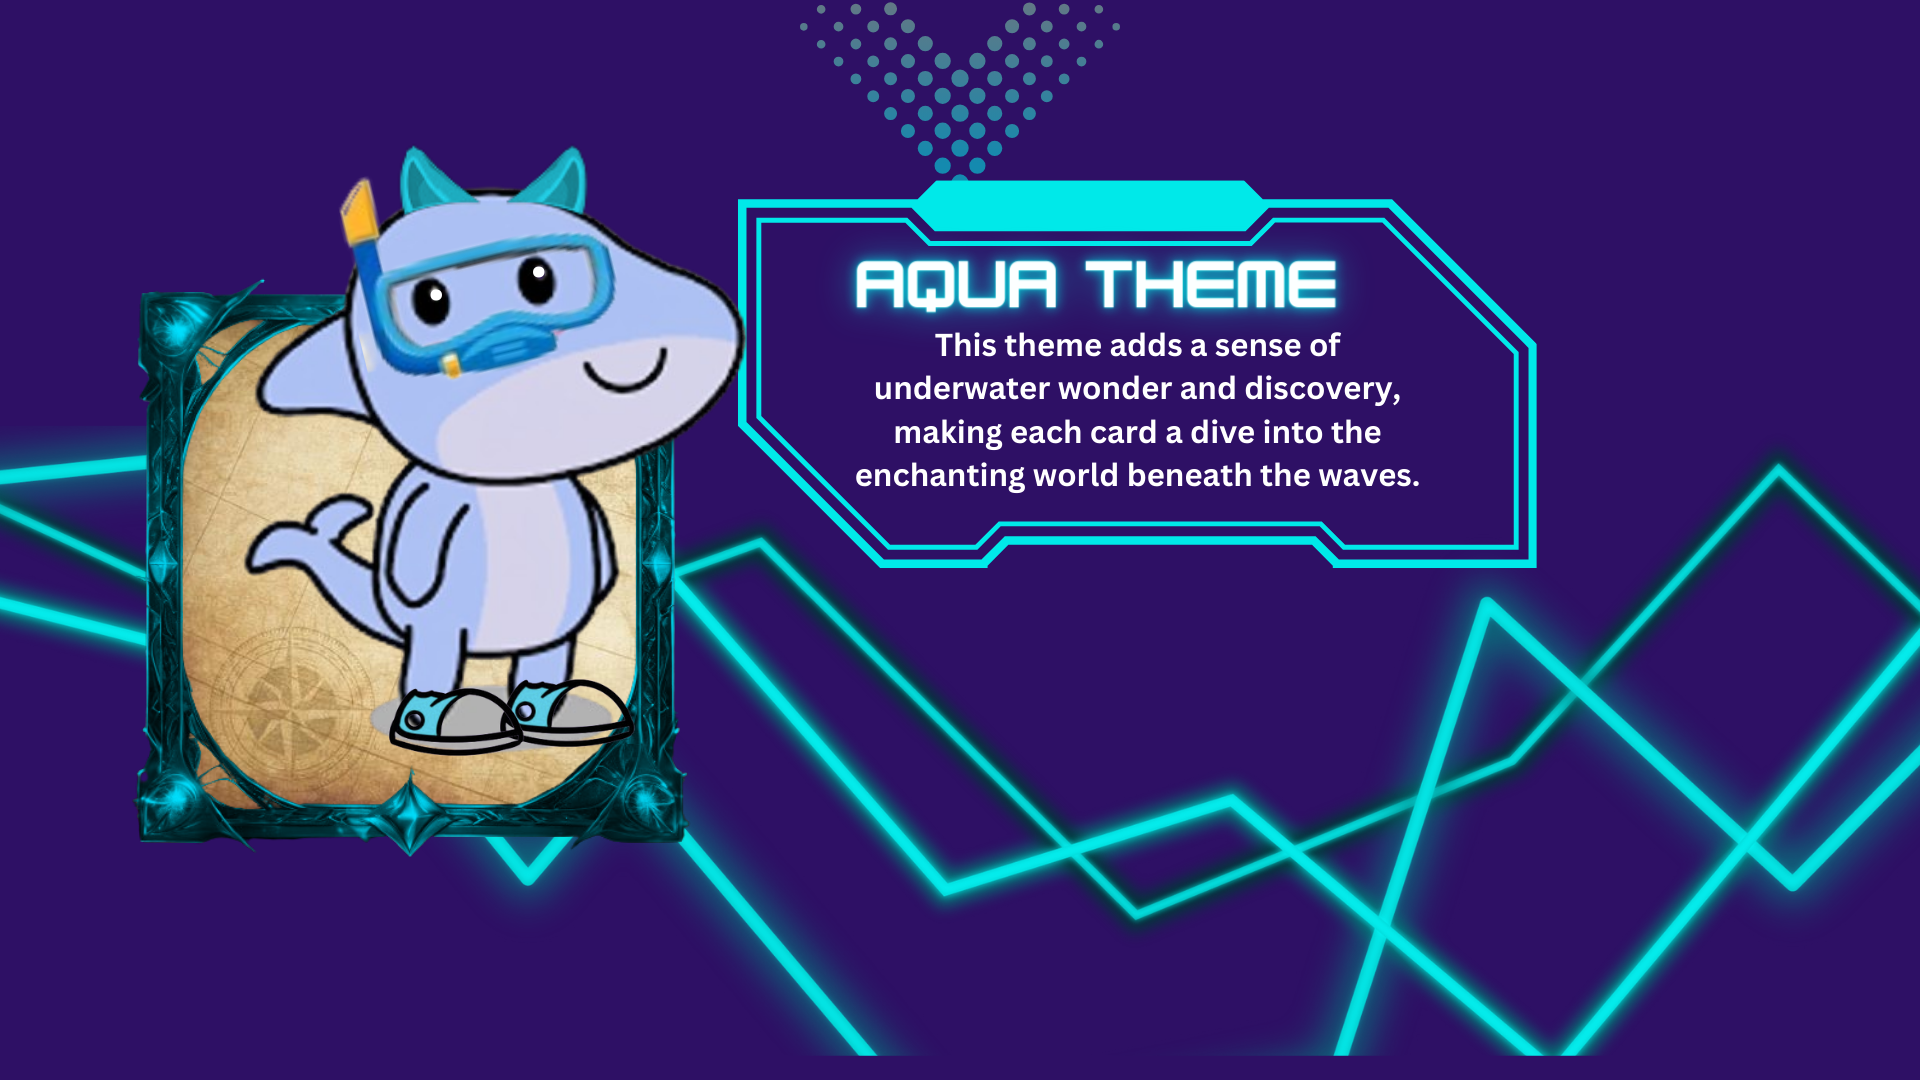 AQUA THEME
This theme adds a sense of
underwater wonder and discovery,
making each card a dive into the
enchanting world beneath the waves.